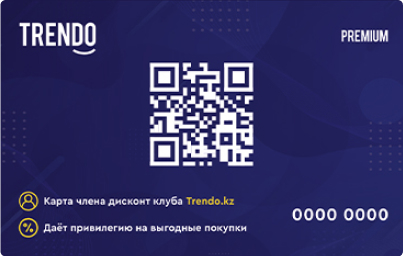 TRENDO
PREMIUM
Карта члена дисконт клуба Trendo.kz
Даёт привилегию на выгодные покупки
0000 0000